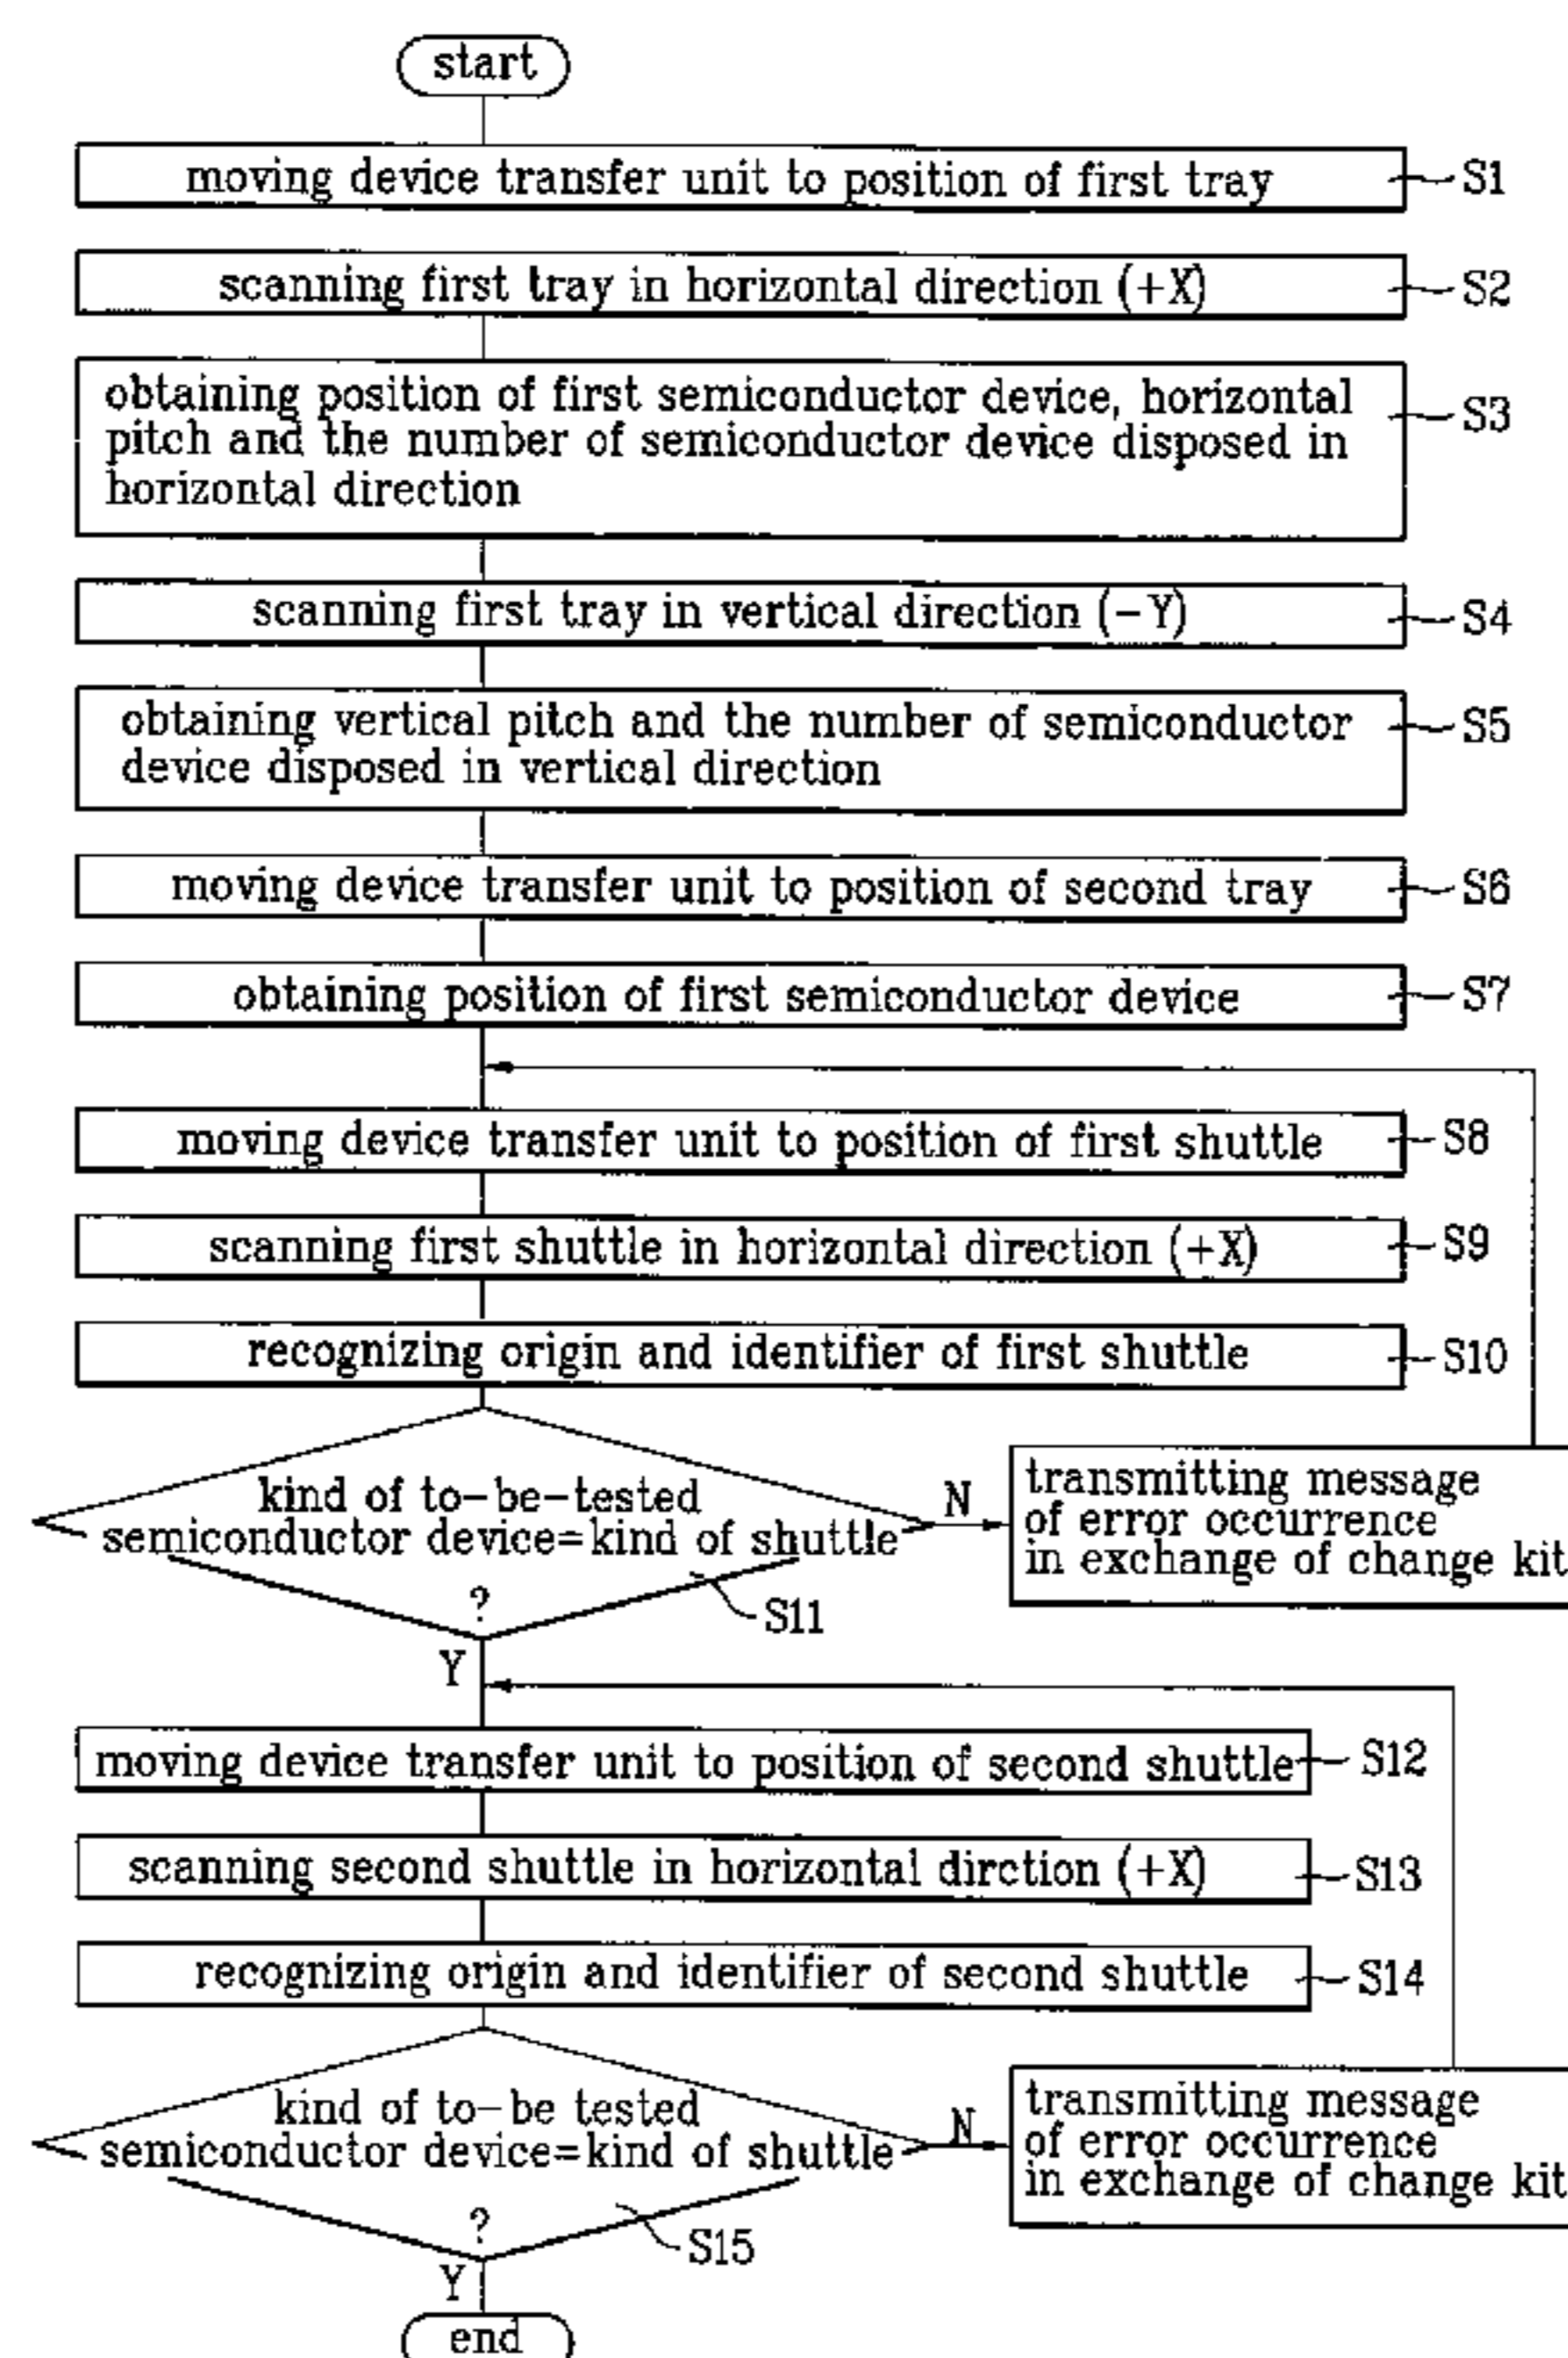 start
moving device transfer unit to position of first tray
S1
scanning first tray in horizontal direction (+X)
S2
obtaining position of first semiconductor device, horizontal
pitch and the number of semiconductor device disposed in
horizontal direction
S3
scanning first tray in vertical direction (-Y)
S4
obtaining vertical pitch and the number of semiconductor
device disposed in vertical direction
S5
moving device transfer unit to position of second tray
S6
obtaining position of first semiconductor device
S7
moving device transfer unit to position of first shuttle
S8
scanning first shuttle in horizontal direction (+X)
S9
recognizing origin and identifier of first shuttle
S10
kind of to-be-tested
semiconductor device=kind of shuttle
?
S11
N
transmitting message
of error occurrence
in exchange of change kit
Y
moving device transfer unit to position of second shuttle
S12
scanning second shuttle in horizontal dirction (+X)
S13
recognizing origin and identifier of second shuttle
S14
kind of to-be tested
semiconductor device=kind of shuttle
?
S15
N
transmitting message
of error occurrence
in exchange of change kit
Y
end